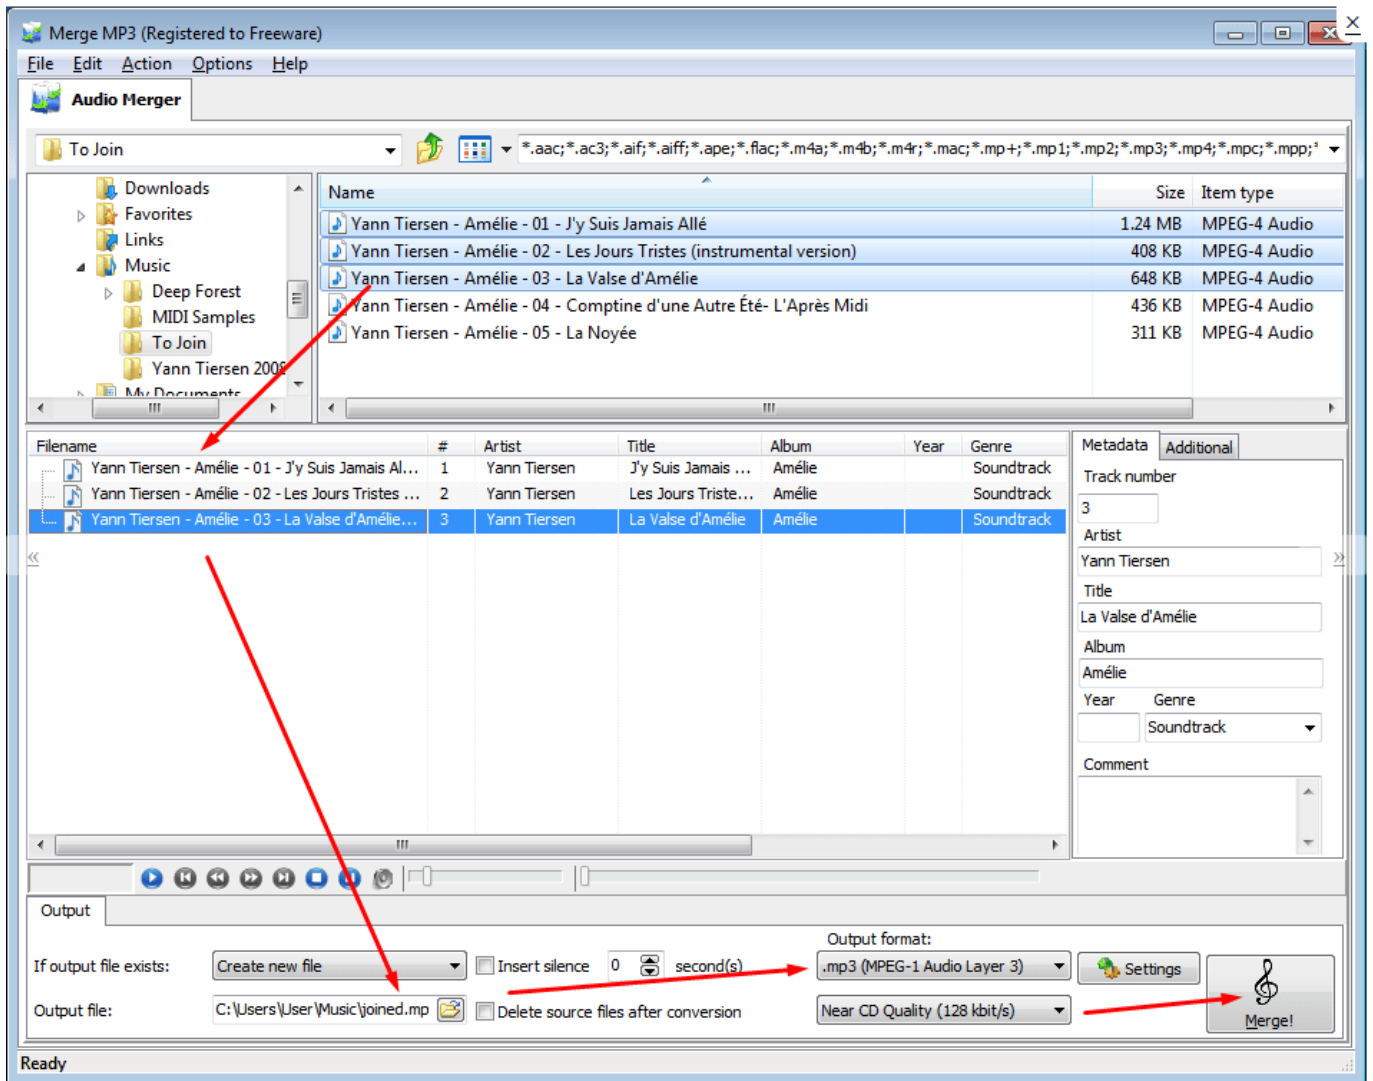 Merge MP3 (Registered to Freeware)
File Edit Action Options Help
Audio Merger
To Join
*.aac;*.ac3;*.aif;*.aiff;*.ape;*.flac;*.m4a;*.m4b;*.m4r;*.mac;*.mp+;*.mp1;*.mp2;*.mp3;*.mp4;*.mpc;*.mpp;*
Downloads
Favorites
Links
Music
Deep Forest
MIDI Samples
To Join
Yann Tiersen 2008
My Documents
Name Size Item type
Yann Tiersen - Amélie - 01 - J'y Suis Jamais Allé 1.24 MB MPEG-4 Audio
Yann Tiersen - Amélie - 02 - Les Jours Tristes (instrumental version) 408 KB MPEG-4 Audio
Yann Tiersen - Amélie - 03 - La Valse d'Amélie 648 KB MPEG-4 Audio
Yann Tiersen - Amélie - 04 - Comptine d'une Autre Été- L'Après Midi 436 KB MPEG-4 Audio
Yann Tiersen - Amélie - 05 - La Noyée 311 KB MPEG-4 Audio
Filename # Artist Title Album Year Genre
Yann Tiersen - Amélie - 01 - J'y Suis Jamais Al... 1 Yann Tiersen J'y Suis Jamais ... Amélie Soundtrack
Yann Tiersen - Amélie - 02 - Les Jours Tristes ... 2 Yann Tiersen Les Jours Triste... Amélie Soundtrack
Yann Tiersen - Amélie - 03 - La Valse d'Amélie... 3 Yann Tiersen La Valse d'Amélie Amélie Soundtrack
Metadata Additional
Track number
3
Artist
Yann Tiersen
Title
La Valse d'Amélie
Album
Amélie
Year Genre
Soundtrack
Comment
Output
Output format:
If output file exists: Create new file Insert silence 0 second(s) .mp3 (MPEG-1 Audio Layer 3) Settings
Output file: C:\Users\User\Music\joined.mp Delete source files after conversion Near CD Quality (128 kbit/s) Merge!
Ready